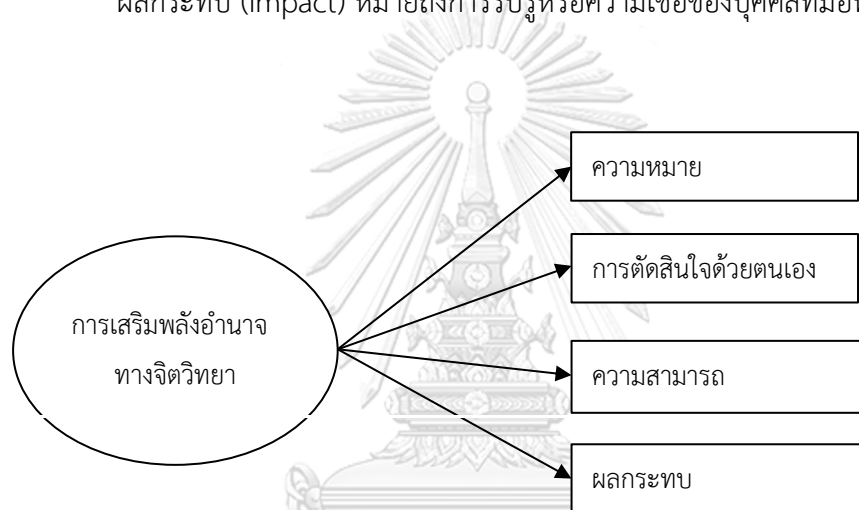 ผลกระทบ (impact) หมายถึงการรับรู้หรือความเชื่อของบุคคลที่มีอิ
ความหมาย
การตัดสินใจด้วยตนเอง
การเสริมพลังอำนาจ
ทางจิตวิทยา
ความสามารถ
ผลกระทบ